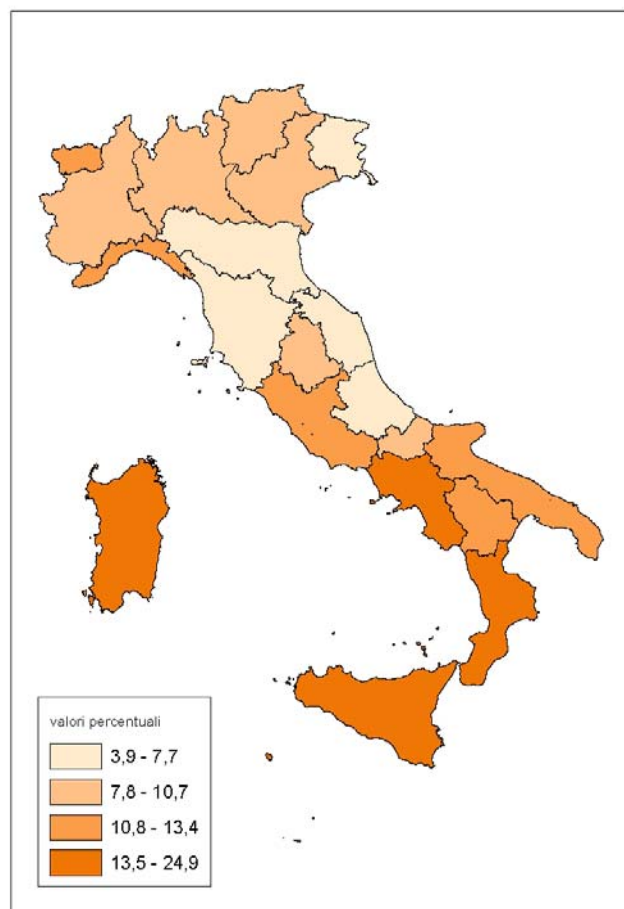 valori percentuali
3,9 - 7,7
7,8 - 10,7
10,8 - 13,4
13,5 - 24,9